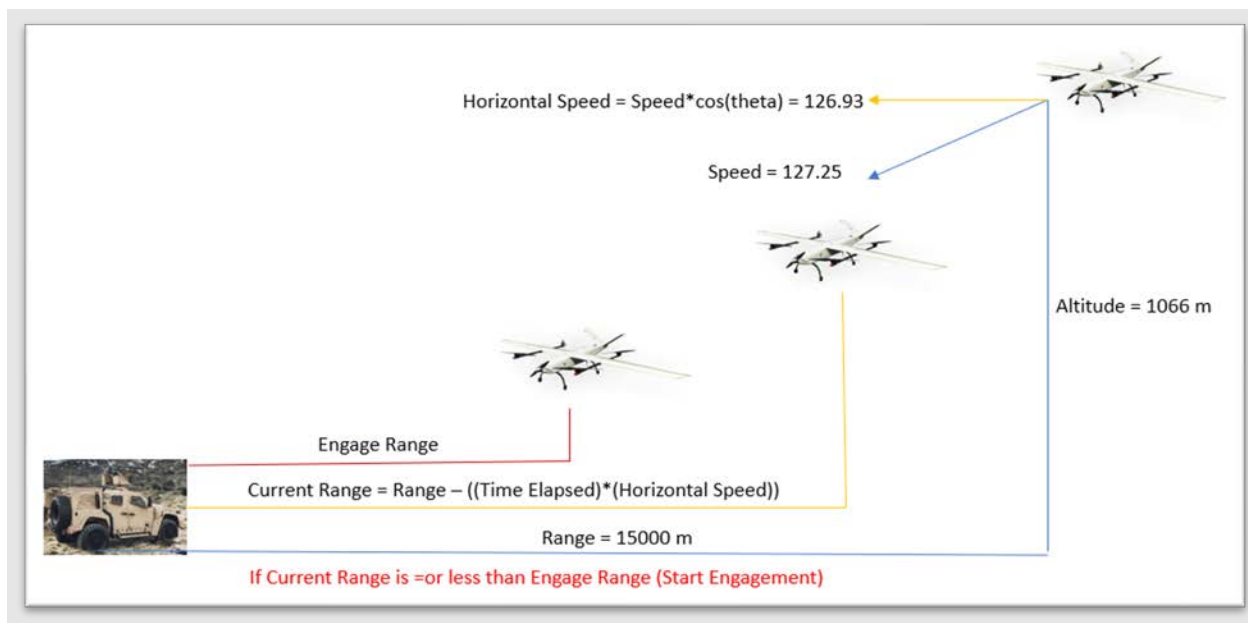 Horizontal Speed = Speed*cos(theta) = 126.93
Speed = 127.25
Altitude = 1066 m
Engage Range
Current Range = Range – ((Time Elapsed)*(Horizontal Speed))
Range = 15000 m
If Current Range is =or less than Engage Range (Start Engagement)